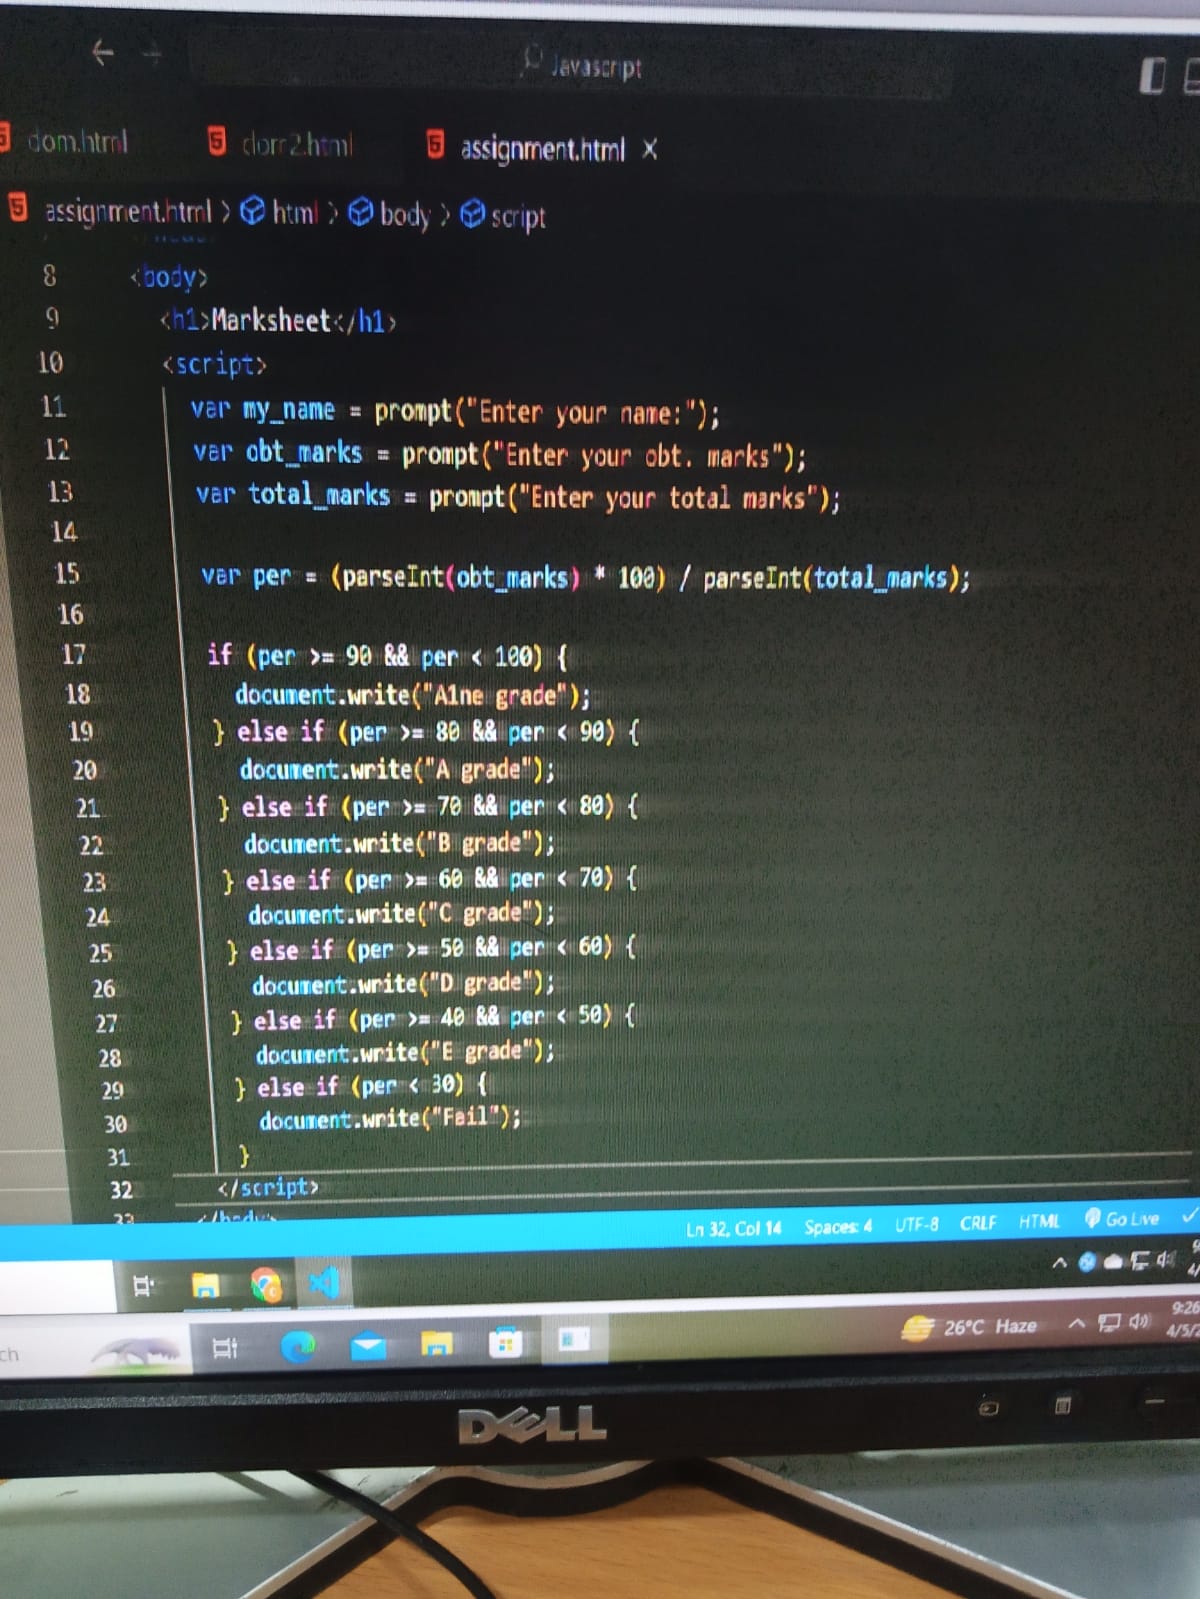 Javascript
dom.html dom2.html assignment.html
assignment.html > html > body > script
8 <body>
9 <h1>Marksheet</h1>
10 <script>
11 var my_name = prompt("Enter your name:");
12 var obt_marks = prompt("Enter your obt. marks");
13 var total_marks = prompt("Enter your total marks");
14
15 var per = (parseInt(obt_marks) * 100) / parseInt(total_marks);
16
17 if (per >= 90 && per < 100) {
18 document.write("A1ne grade");
19 } else if (per >= 80 && per < 90) {
20 document.write("A grade");
21 } else if (per >= 70 && per < 80) {
22 document.write("B grade");
23 } else if (per >= 60 && per < 70) {
24 document.write("C grade");
25 } else if (per >= 50 && per < 60) {
26 document.write("D grade");
27 } else if (per >= 40 && per < 50) {
28 document.write("E grade");
29 } else if (per < 30) {
30 document.write("Fail");
31 }
32 </script>
33
Ln 32, Col 14 Spaces: 4 UTF-8 CRLF HTML Go Live
26°C Haze 9:26
4/5/2
DELL